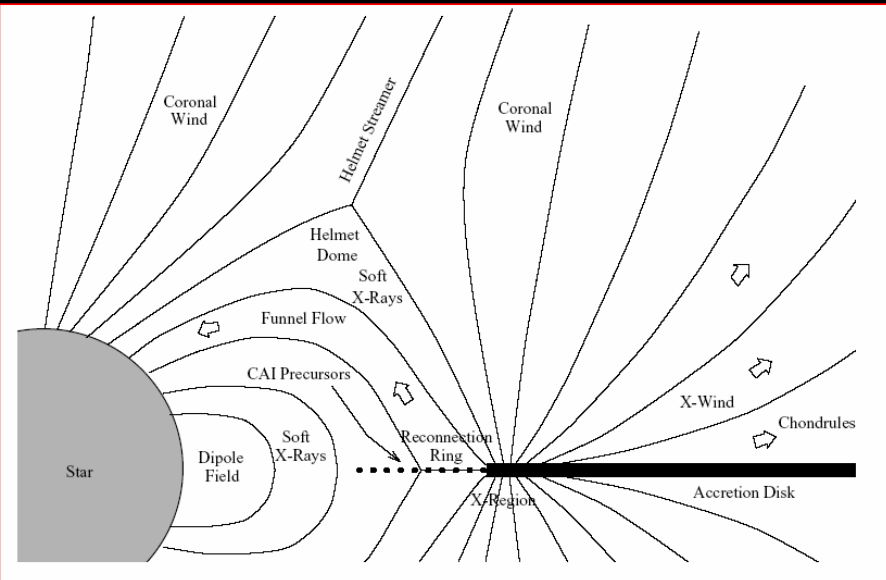 Coronal
Wind
Helmet Streamer
Coronal
Wind
Helmet
Dome
Soft
X-Rays
Funnel Flow
CAI Precursors
X-Wind
Chondrules
Reconnection
Ring
Soft
X-Rays
Dipole
Field
Star
X-Region
Accretion Disk